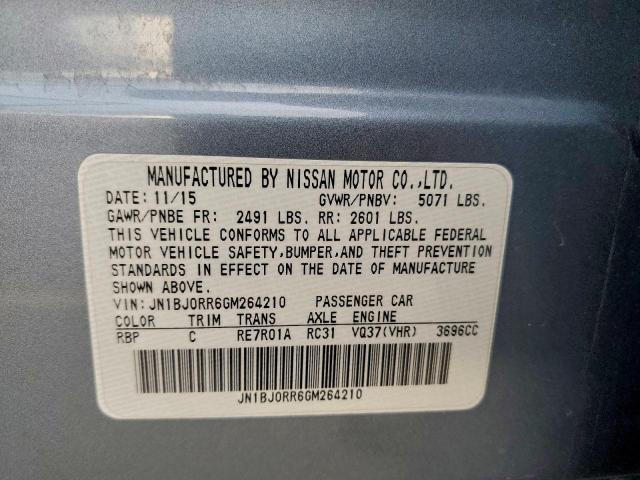 MANUFACTURED BY NISSAN MOTOR CO.,LTD.
DATE: 11/15 GVWR/PNBV: 5071 LBS.
GAWR/PNBE FR: 2491 LBS. RR: 2601 LBS.
THIS VEHICLE CONFORMS TO ALL APPLICABLE FEDERAL
MOTOR VEHICLE SAFETY,BUMPER,AND THEFT PREVENTION
STANDARDS IN EFFECT ON THE DATE OF MANUFACTURE
SHOWN ABOVE.
VIN:JN1BJ0RR6GM264210 PASSENGER CAR
COLOR TRIM TRANS AXLE ENGINE
RBP C RE7R01A RC31 VQ37(VHR) 3696CC
JN1BJ0RR6GM264210